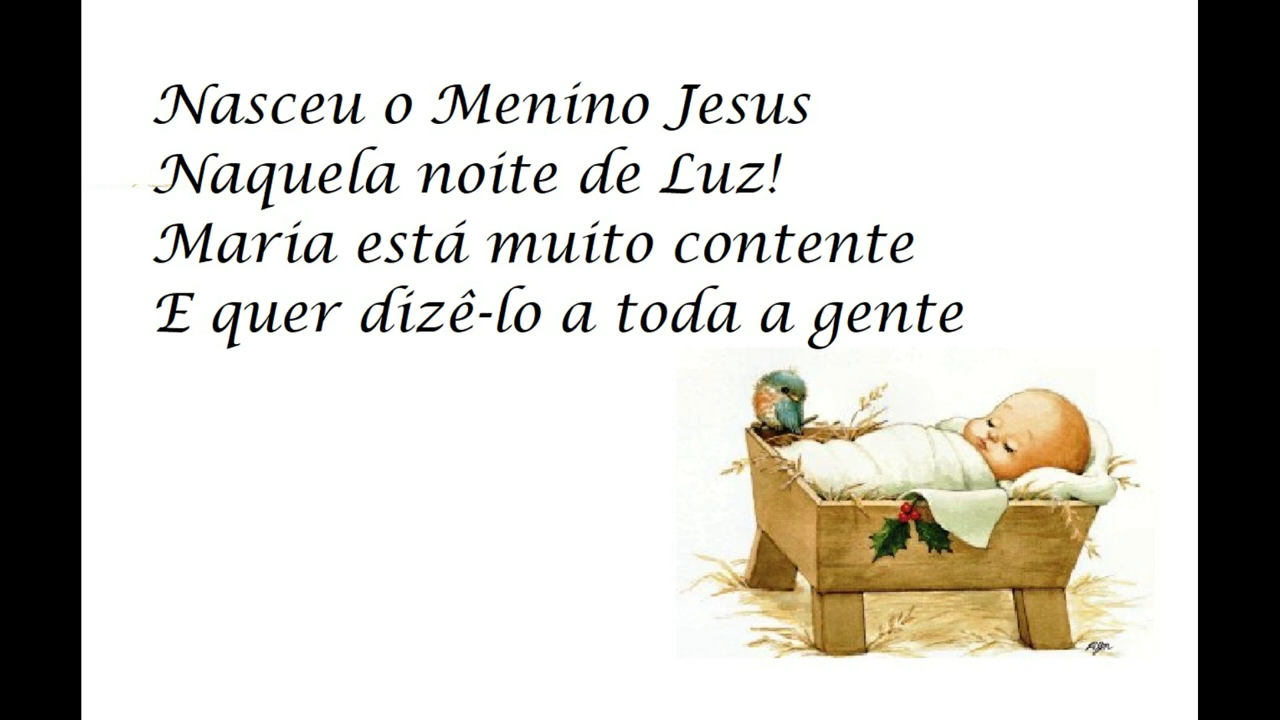 Nasceu o Menino Jesus
Naquela noite de Luz!
Maria está muito contente
E quer dizê-lo a toda a gente